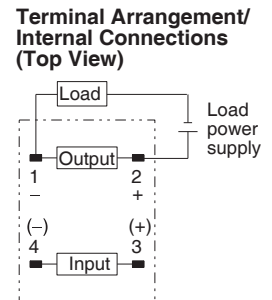 Terminal Arrangement/
Internal Connections
(Top View)
Load
Load
power
supply
Output
1 2
− +
(−) (+)
4 3
Input